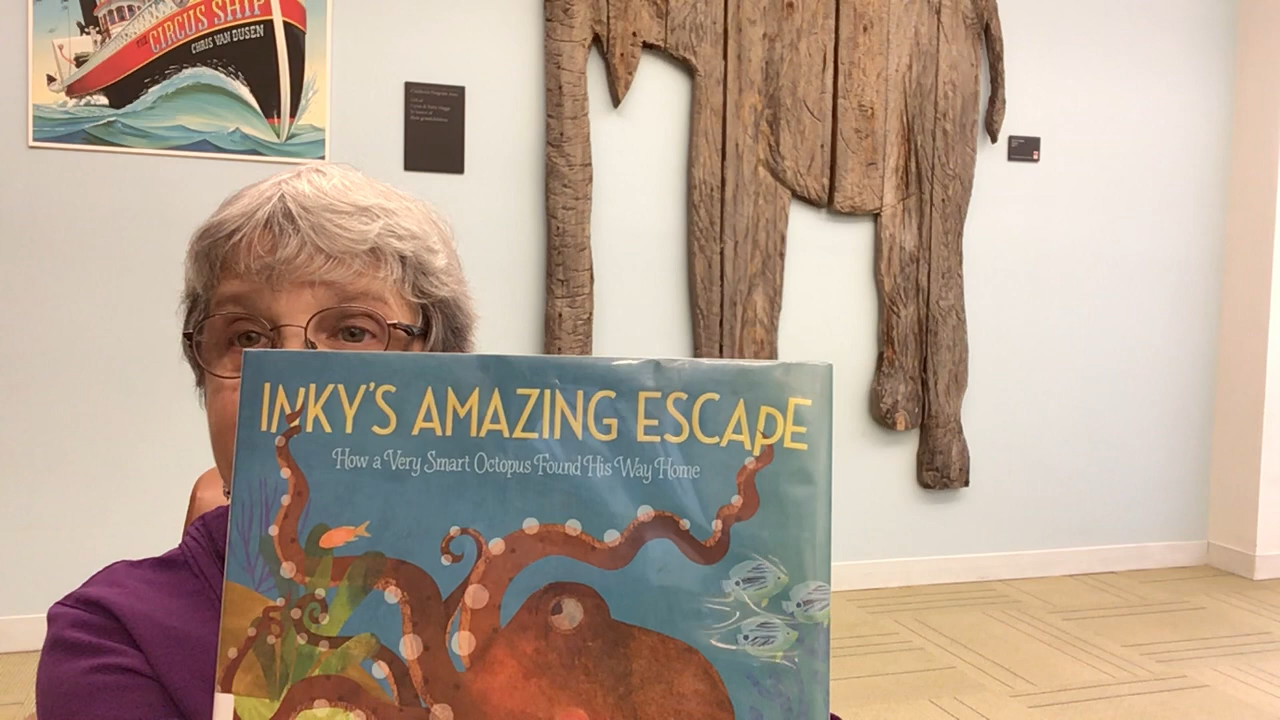 THE CIRCUS SHIP
CHRIS VAN DUSEN
INKY'S AMAZING ESCAPE
How a Very Smart Octopus Found His Way Home